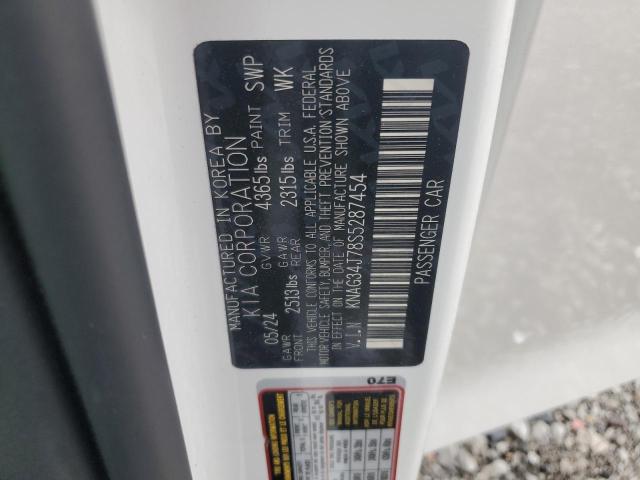 MANUFACTURED IN KOREA BY
KIA CORPORATION
05/24 GVWR 4365lbs PAINT SWP
GAWR FRONT 2513lbs GAWR REAR 2315lbs TRIM WK
THIS VEHICLE CONFORMS TO ALL APPLICABLE U.S.A. FEDERAL
MOTOR VEHICLE SAFETY, BUMPER, AND THEFT PREVENTION STANDARDS
IN EFFECT ON THE DATE OF MANUFACTURE SHOWN ABOVE
V.I.N KNAG34J78S5287454
PASSENGER CAR
E70